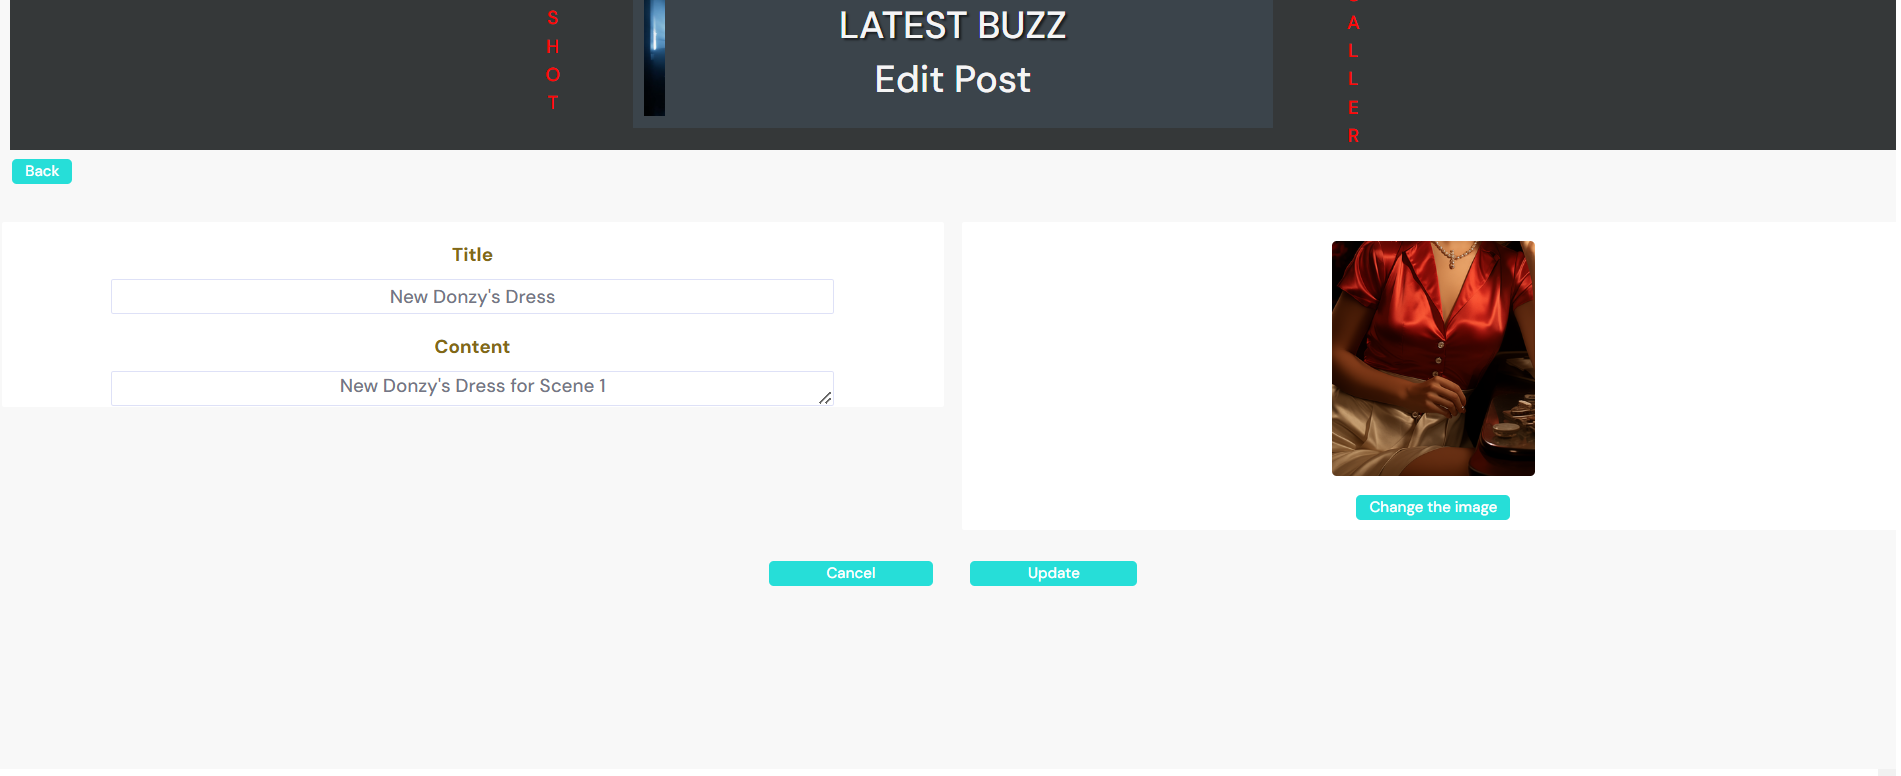 S
H
O
T
LATEST BUZZ
Edit Post
A
L
L
E
R
Back
Title
New Donzy's Dress
Content
New Donzy's Dress for Scene 1
Change the image
Cancel
Update